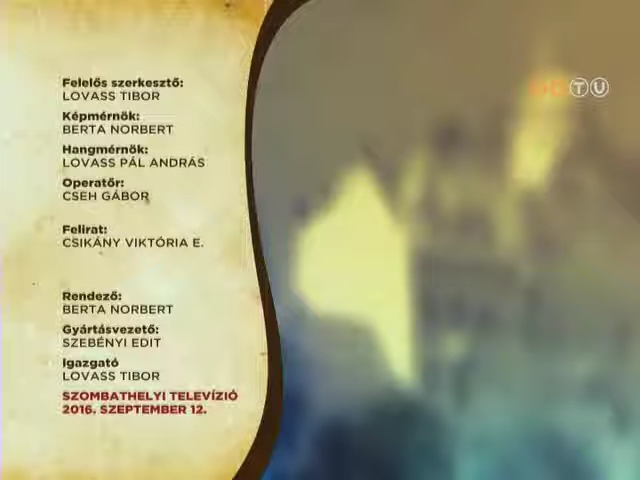 Felelős szerkesztő:
LOVASS TIBOR
Képmérnök:
BERTA NORBERT
Hangmérnök:
LOVASS PÁL ANDRÁS
Operatőr:
CSEH GÁBOR
Felirat:
CSIKÁNY VIKTÓRIA E.
Rendező:
BERTA NORBERT
Gyártásvezető:
SZEBÉNYI EDIT
Igazgató
LOVASS TIBOR
SZOMBATHELYI TELEVÍZIÓ
2016. SZEPTEMBER 12.
TV